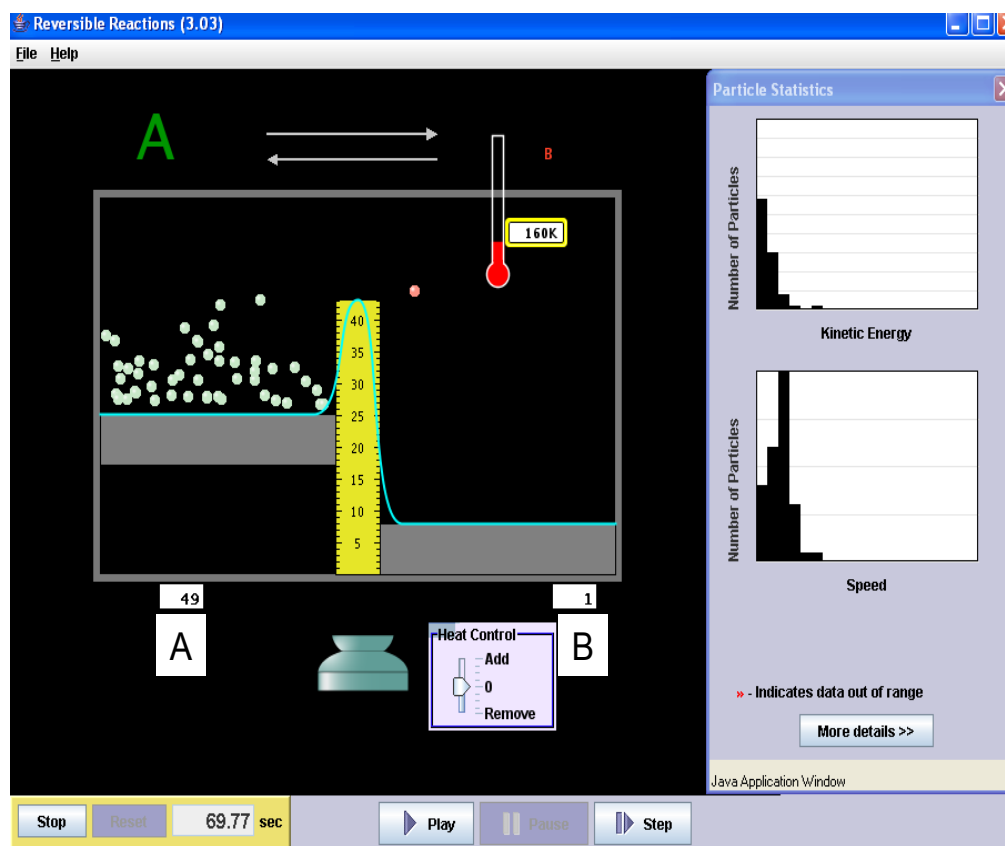 Reversible Reactions (3.03)
File Help
Particle Statistics
A
B
160K
40
35
30
25
20
15
10
5
49
1
A
B
Heat Control
Add
0
Remove
Number of Particles
Kinetic Energy
Number of Particles
Speed
» - Indicates data out of range
More details >>
Java Application Window
Stop Reset 69.77 sec
Play Pause Step